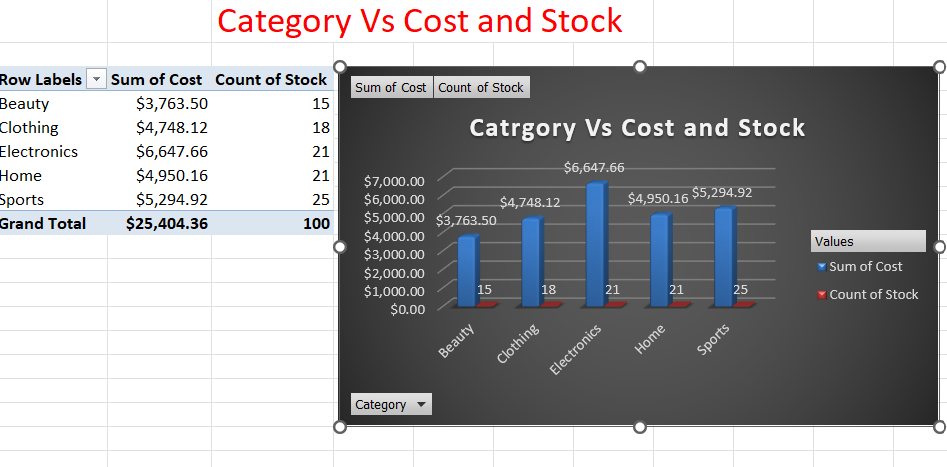 Category Vs Cost and Stock
Row Labels Sum of Cost Count of Stock
Beauty $3,763.50 15
Clothing $4,748.12 18
Electronics $6,647.66 21
Home $4,950.16 21
Sports $5,294.92 25
Grand Total $25,404.36 100
Sum of Cost Count of Stock
Catrgory Vs Cost and Stock
$7,000.00
$6,000.00
$5,000.00
$4,000.00
$3,000.00
$2,000.00
$1,000.00
$0.00
$3,763.50
$4,748.12
$6,647.66
$4,950.16
$5,294.92
15
18
21
21
25
Beauty
Clothing
Electronics
Home
Sports
Values
Sum of Cost
Count of Stock
Category